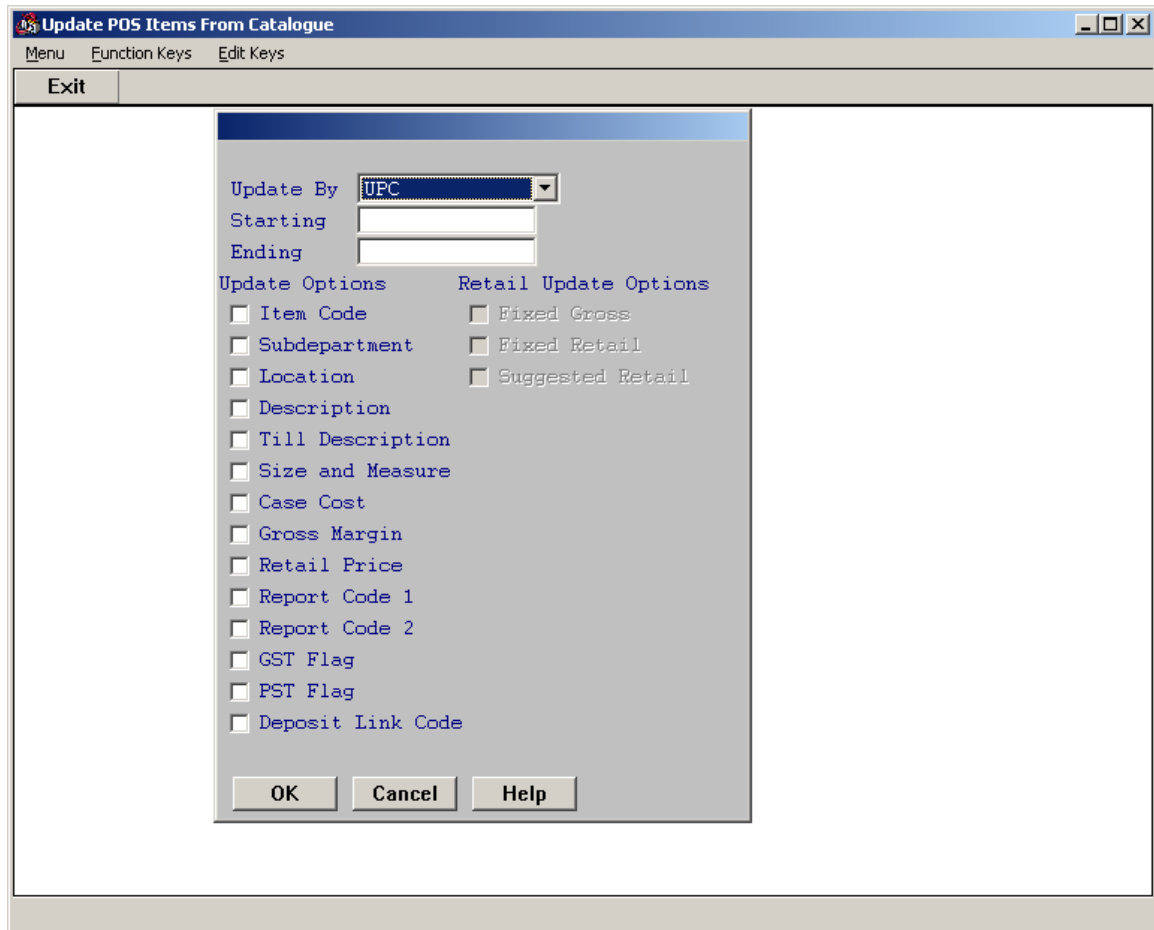 Update POS Items From Catalogue
Menu Function Keys Edit Keys
Exit
Update By UPC
Starting
Ending
Update Options Retail Update Options
Item Code Fixed Gross
Subdepartment Fixed Retail
Location Suggested Retail
Description
Till Description
Size and Measure
Case Cost
Gross Margin
Retail Price
Report Code 1
Report Code 2
GST Flag
PST Flag
Deposit Link Code
OK Cancel Help